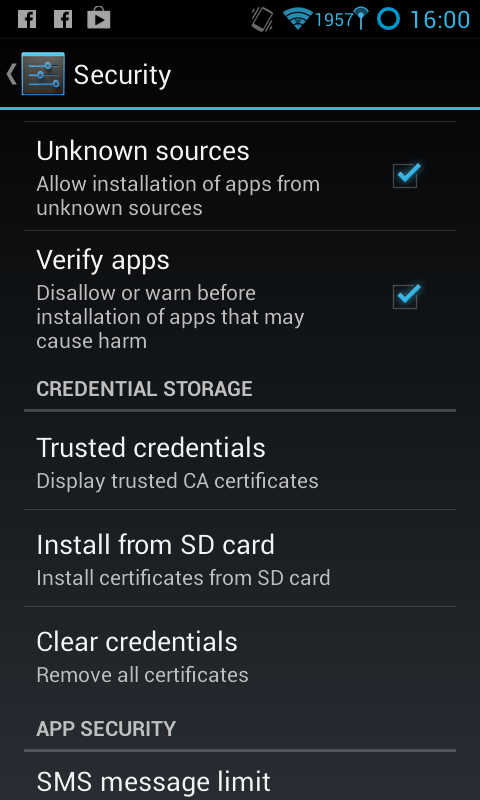 1957 16:00
Security
Unknown sources
Allow installation of apps from
unknown sources
Verify apps
Disallow or warn before
installation of apps that may
cause harm
CREDENTIAL STORAGE
Trusted credentials
Display trusted CA certificates
Install from SD card
Install certificates from SD card
Clear credentials
Remove all certificates
APP SECURITY
SMS message limit